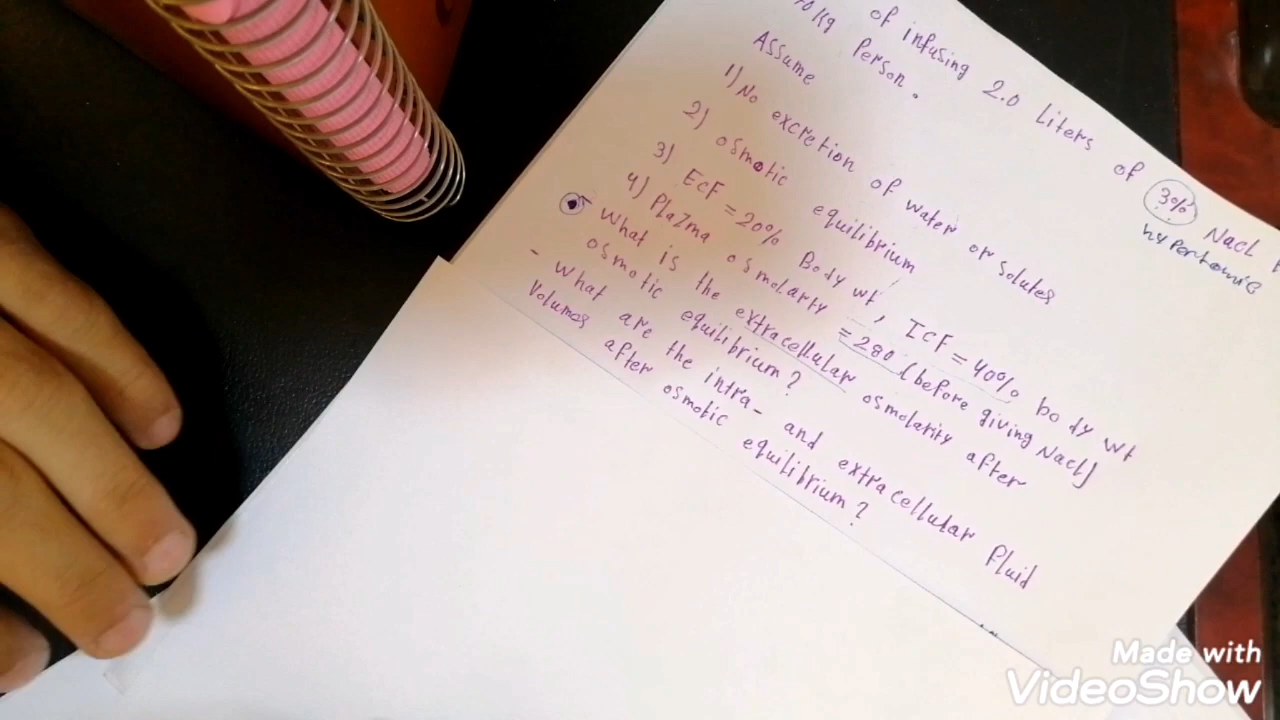 of infusing 2.0 Liters of 3% Nacl
hypertonic
Kg Person.
Assume
1) No excretion of water or solutes
2) osmotic equilibrium
3) ECF = 20% Body wt, ICF = 40% body wt
4) Plazma osmolarty = 280 (before giving Nacl)
- What is the extracellular osmolarity after
osmotic equilibrium?
- What are the intra- and extracellular fluid
Volumes after osmotic equilibrium?
Made with
VideoShow